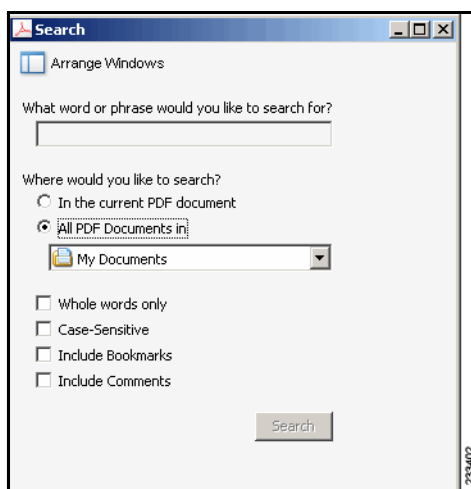 Search
Arrange Windows
What word or phrase would you like to search for?
Where would you like to search?
In the current PDF document
All PDF Documents in
My Documents
Whole words only
Case-Sensitive
Include Bookmarks
Include Comments
Search
233402